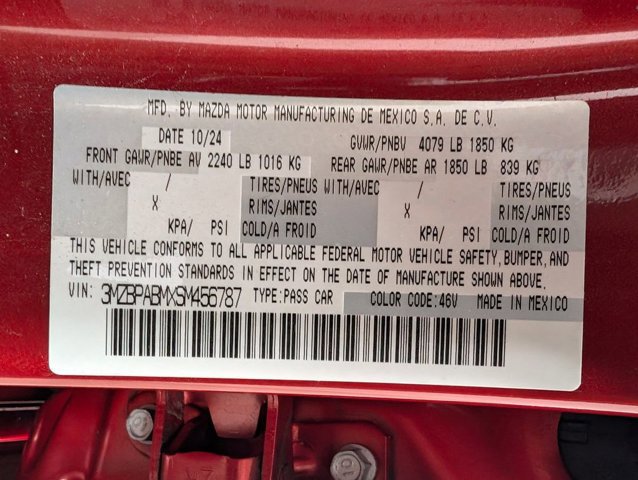 MFD. BY MAZDA MOTOR MANUFACTURING DE MEXICO S.A. DE C.V.
DATE 10/24 GVWR/PNBV 4079 LB 1850 KG
FRONT GAWR/PNBE AV 2240 LB 1016 KG REAR GAWR/PNBE AR 1850 LB 839 KG
WITH/AVEC / TIRES/PNEUS WITH/AVEC / TIRES/PNEUS
X RIMS/JANTES X RIMS/JANTES
KPA/ PSI COLD/A FROID KPA/ PSI COLD/A FROID
THIS VEHICLE CONFORMS TO ALL APPLICABLE FEDERAL MOTOR VEHICLE SAFETY, BUMPER, AND
THEFT PREVENTION STANDARDS IN EFFECT ON THE DATE OF MANUFACTURE SHOWN ABOVE.
VIN: 3MZBPABMXSM456787 TYPE:PASS CAR COLOR CODE:46V MADE IN MEXICO